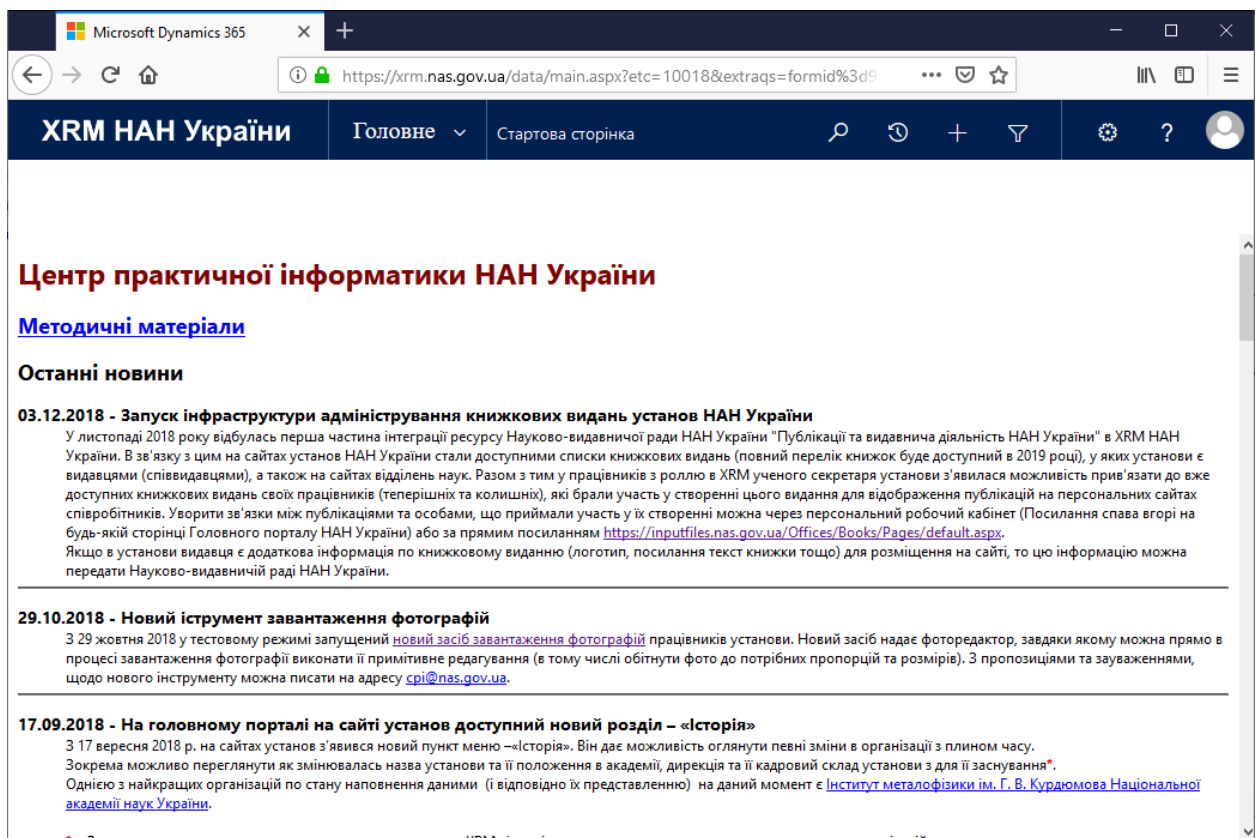 Microsoft Dynamics 365
https://xrm.nas.gov.ua/data/main.aspx?etc=10018&extraqs=formid%3d9
XRM НАН України
Головне
Стартова сторінка
?
Центр практичної інформатики НАН України
Методичні матеріали
Останні новини
03.12.2018 - Запуск інфраструктури адміністрування книжкових видань установ НАН України
У листопаді 2018 року відбулась перша частина інтеграції ресурсу Науково-видавничої ради НАН України "Публікації та видавнича діяльність НАН України" в XRM НАН
України. В зв'язку з цим на сайтах установ НАН України стали доступними списки книжкових видань (повний перелік книжок буде доступний в 2019 році), у яких установи є
видавцями (співвидавцями), а також на сайтах відділень наук. Разом з тим у працівників з роллю в XRM ученого секретаря установи з'явилася можливість прив'язати до вже
доступних книжкових видань своїх працівників (теперішніх та колишніх), які брали участь у створенні цього видання для відображення публікацій на персональних сайтах
співробітників. Уворити зв'язки між публікаціями та особами, що приймали участь у їх створенні можна через персональний робочий кабінет (Посилання спава вгорі на
будь-якій сторінці Головного порталу НАН України) або за прямим посиланням https://inputfiles.nas.gov.ua/Offices/Books/Pages/default.aspx.
Якщо в установи видавця є додаткова інформація по книжковому виданню (логотип, посилання текст книжки тощо) для розміщення на сайті, то цю інформацію можна
передати Науково-видавничій раді НАН України.
29.10.2018 - Новий іструмент завантаження фотографій
З 29 жовтня 2018 у тестовому режимі запущений новий засіб завантаження фотографій працівників установи. Новий засіб надає фоторедактор, завдяки якому можна прямо в
процесі завантаження фотографії виконати її примітивне редагування (в тому числі обітнути фото до потрібних пропорцій та розмірів). З пропозиціями та зауваженнями,
щодо нового інструменту можна писати на адресу cpi@nas.gov.ua.
17.09.2018 - На головному порталі на сайті установ доступний новий розділ – «Історія»
З 17 вересня 2018 р. на сайтах установ з’явився новий пункт меню –«Історія». Він дає можливість оглянути певні зміни в організації з плином часу.
Зокрема можливо переглянути як змінювалась назва установи та її положення в академії, дирекція та її кадровий склад установи з для її заснування*.
Однією з найкращих організацій по стану наповнення даними (і відповідно їх представленню) на даний момент є Інститут металофізики ім. Г. В. Курдюмова Національної
академії наук України.